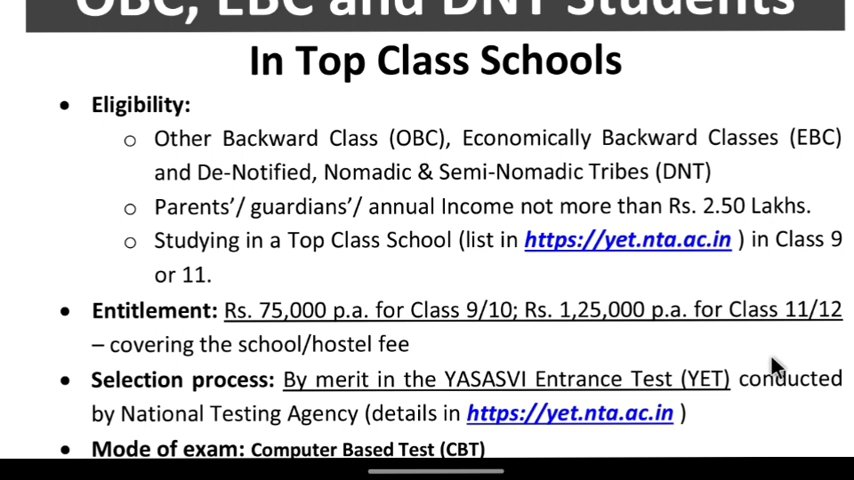 OBC, EBC and DNT Students
In Top Class Schools
• Eligibility:
o Other Backward Class (OBC), Economically Backward Classes (EBC)
and De-Notified, Nomadic & Semi-Nomadic Tribes (DNT)
o Parents'/ guardians'/ annual Income not more than Rs. 2.50 Lakhs.
o Studying in a Top Class School (list in https://yet.nta.ac.in ) in Class 9
or 11.
• Entitlement: Rs. 75,000 p.a. for Class 9/10; Rs. 1,25,000 p.a. for Class 11/12
– covering the school/hostel fee
• Selection process: By merit in the YASASVI Entrance Test (YET) conducted
by National Testing Agency (details in https://yet.nta.ac.in )
• Mode of exam: Computer Based Test (CBT)